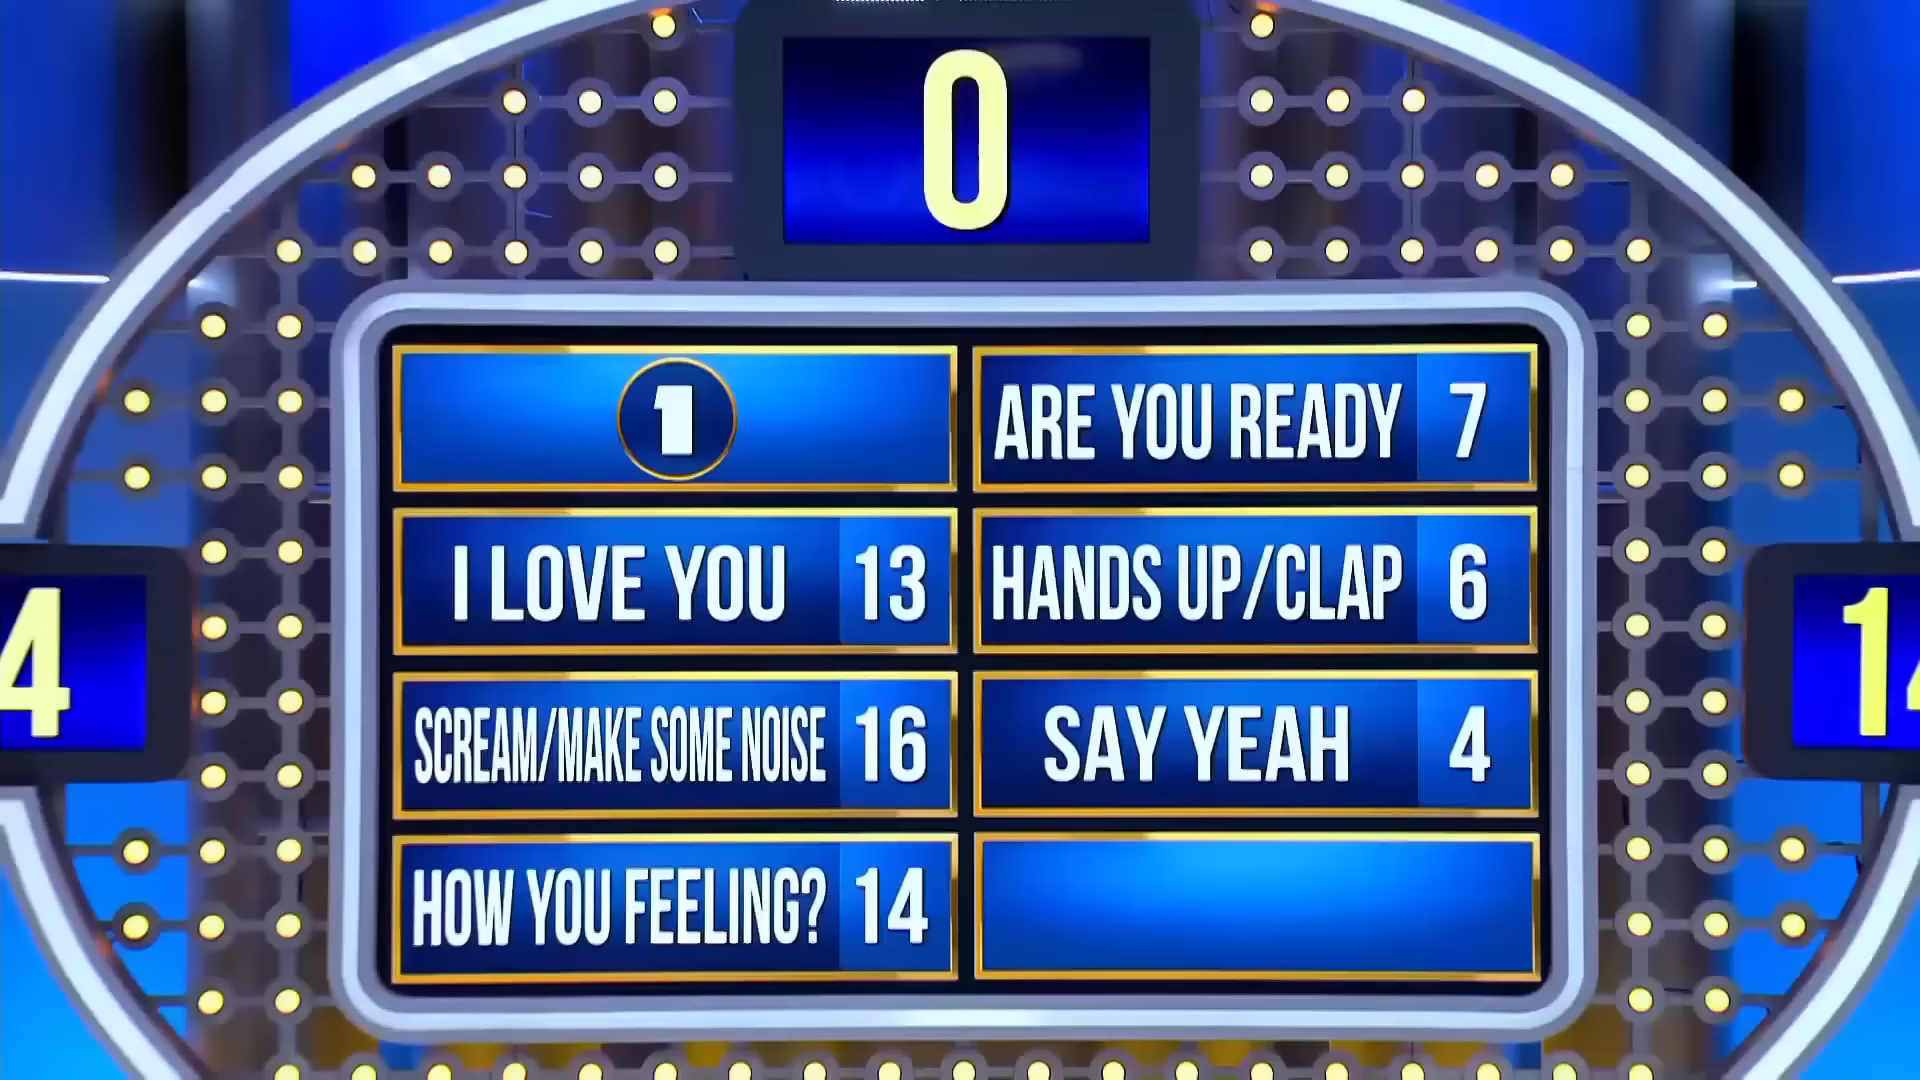 0
1
I LOVE YOU 13
SCREAM/MAKE SOME NOISE 16
HOW YOU FEELING? 14
ARE YOU READY 7
HANDS UP/CLAP 6
SAY YEAH 4
4
1